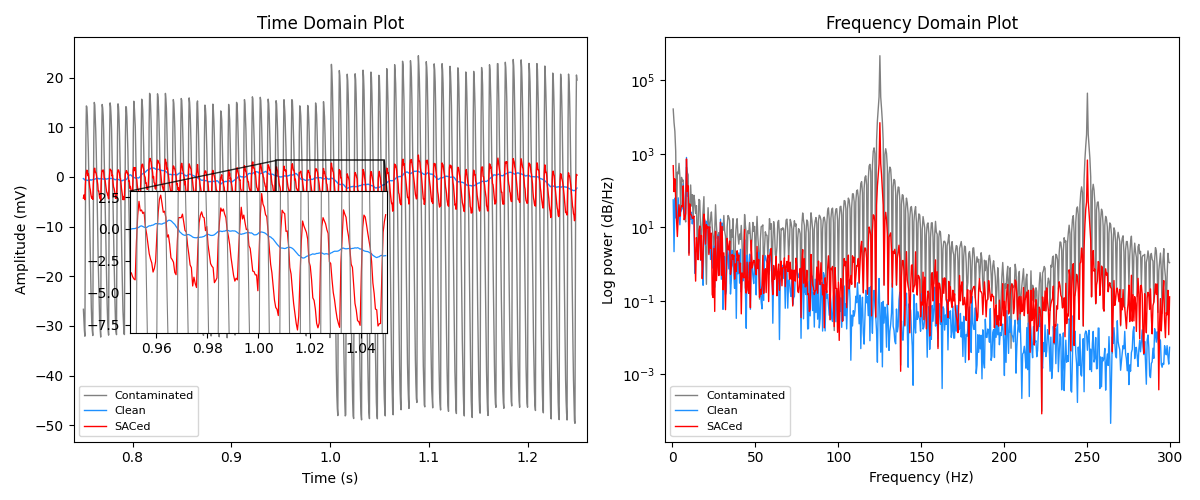 Time Domain Plot
Amplitude (mV)
20
10
0
−10
−20
−30
−40
−50
2.5
0.0
−2.5
−5.0
−7.5
0.96 0.98 1.00 1.02 1.04
Contaminated
Clean
SACed
0.8 0.9 1.0 1.1 1.2
Time (s)
Frequency Domain Plot
Log power (dB/Hz)
10^5
10^3
10^1
10^−1
10^−3
Contaminated
Clean
SACed
0 50 100 150 200 250 300
Frequency (Hz)